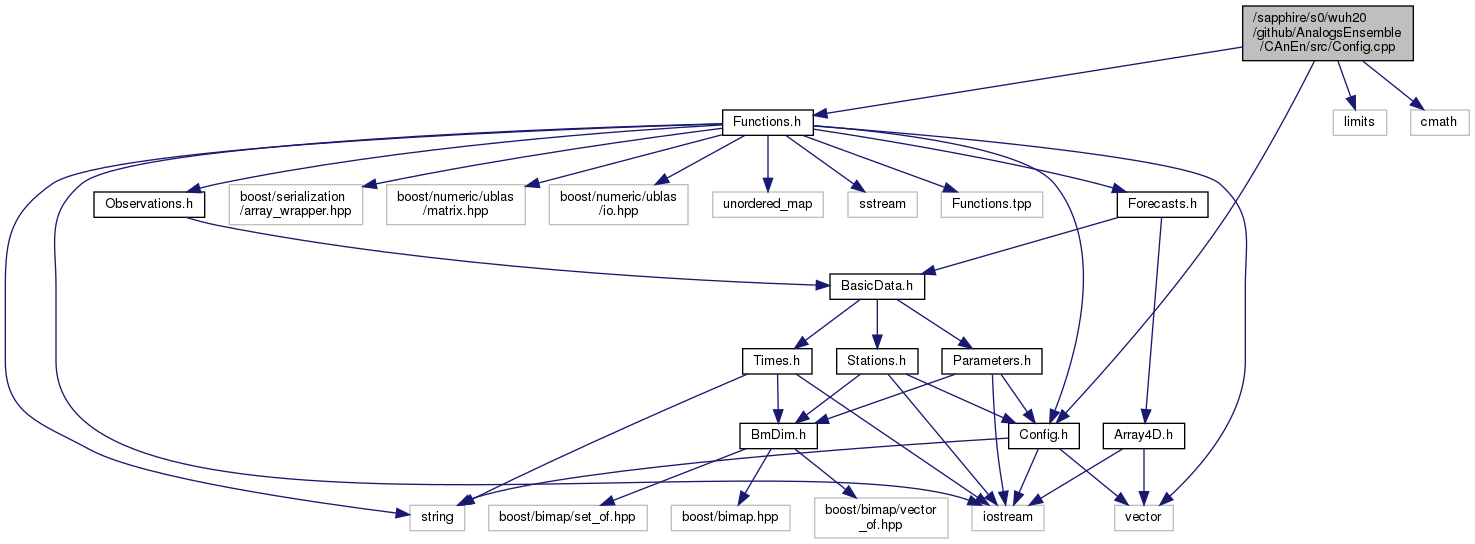 /sapphire/s0/wuh20
/github/AnalogsEnsemble
/CAnEn/src/Config.cpp
Functions.h
limits
cmath
Observations.h
boost/serialization
/array_wrapper.hpp
boost/numeric/ublas
/matrix.hpp
boost/numeric/ublas
/io.hpp
unordered_map
sstream
Functions.tpp
Forecasts.h
BasicData.h
Times.h
Stations.h
Parameters.h
BmDim.h
Config.h
Array4D.h
string
boost/bimap/set_of.hpp
boost/bimap.hpp
boost/bimap/vector
_of.hpp
iostream
vector